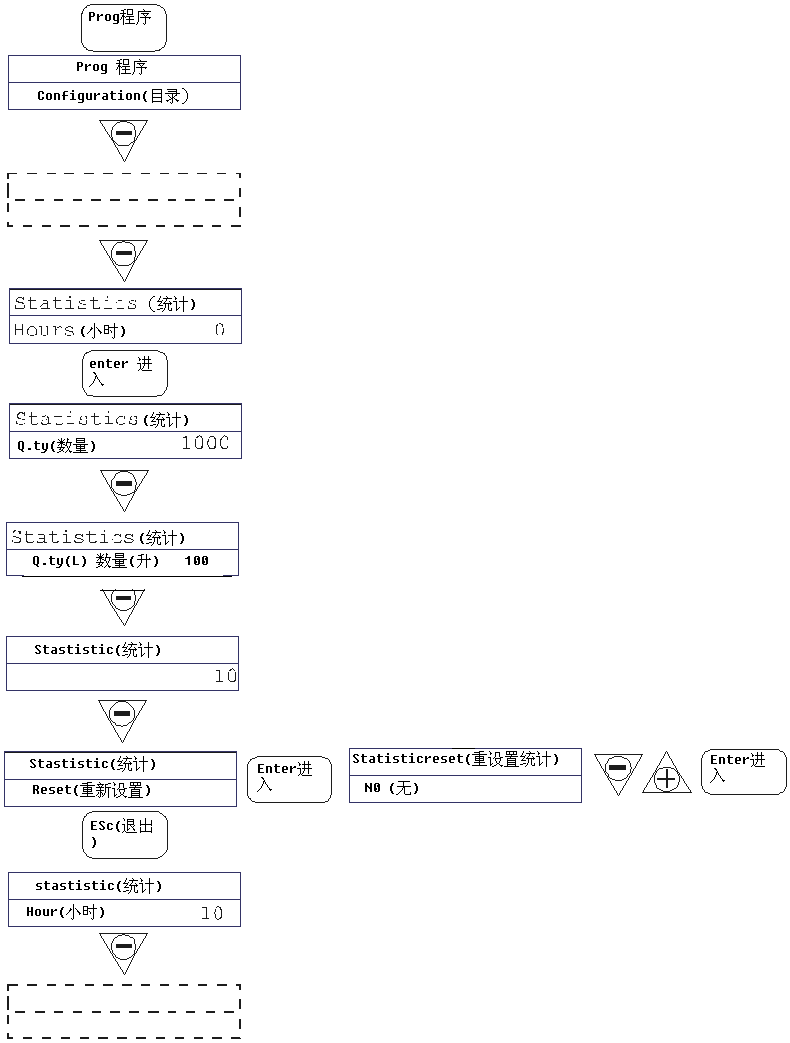 Prog程序
Prog 程序
Configuration(目录)
Statistics (统计)
Hours(小时) 0
enter 进
入
Statistics(统计)
Q.ty(数量) 1000
Statistics(统计)
Q.ty(L) 数量(升) 100
Stastistic(统计)
10
Stastistic(统计)
Reset(重新设置)
Enter进
入
Statisticreset(重设置统计)
N0 (无)
Enter进
入
ESc(退出
)
stastistic(统计)
Hour(小时) 10